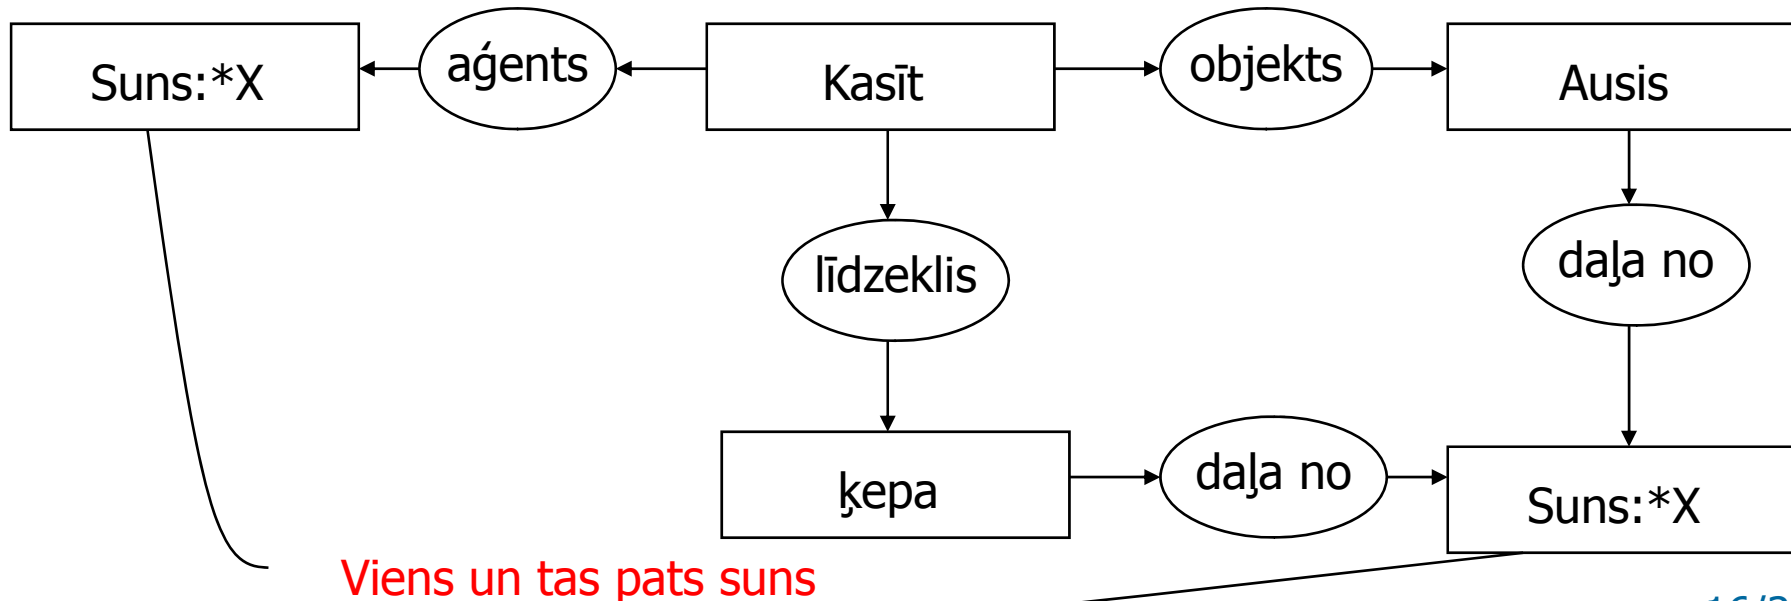 Suns:*X
aģents
Kasīt
objekts
Ausis
līdzeklis
daļa no
ķepa
daļa no
Suns:*X
Viens un tas pats suns